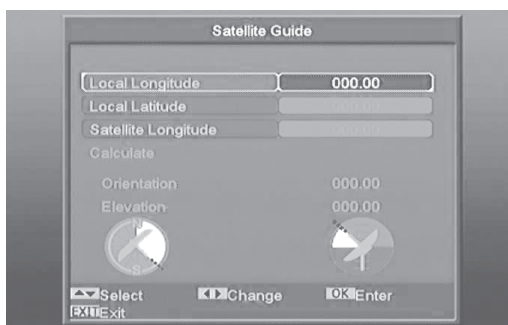 Satellite Guide
Local Longitude 000.00
Local Latitude
Satellite Longitude
Calculate
Orientation 000.00
Elevation 000.00
N
S
Select Change OK Enter
EXIT Exit